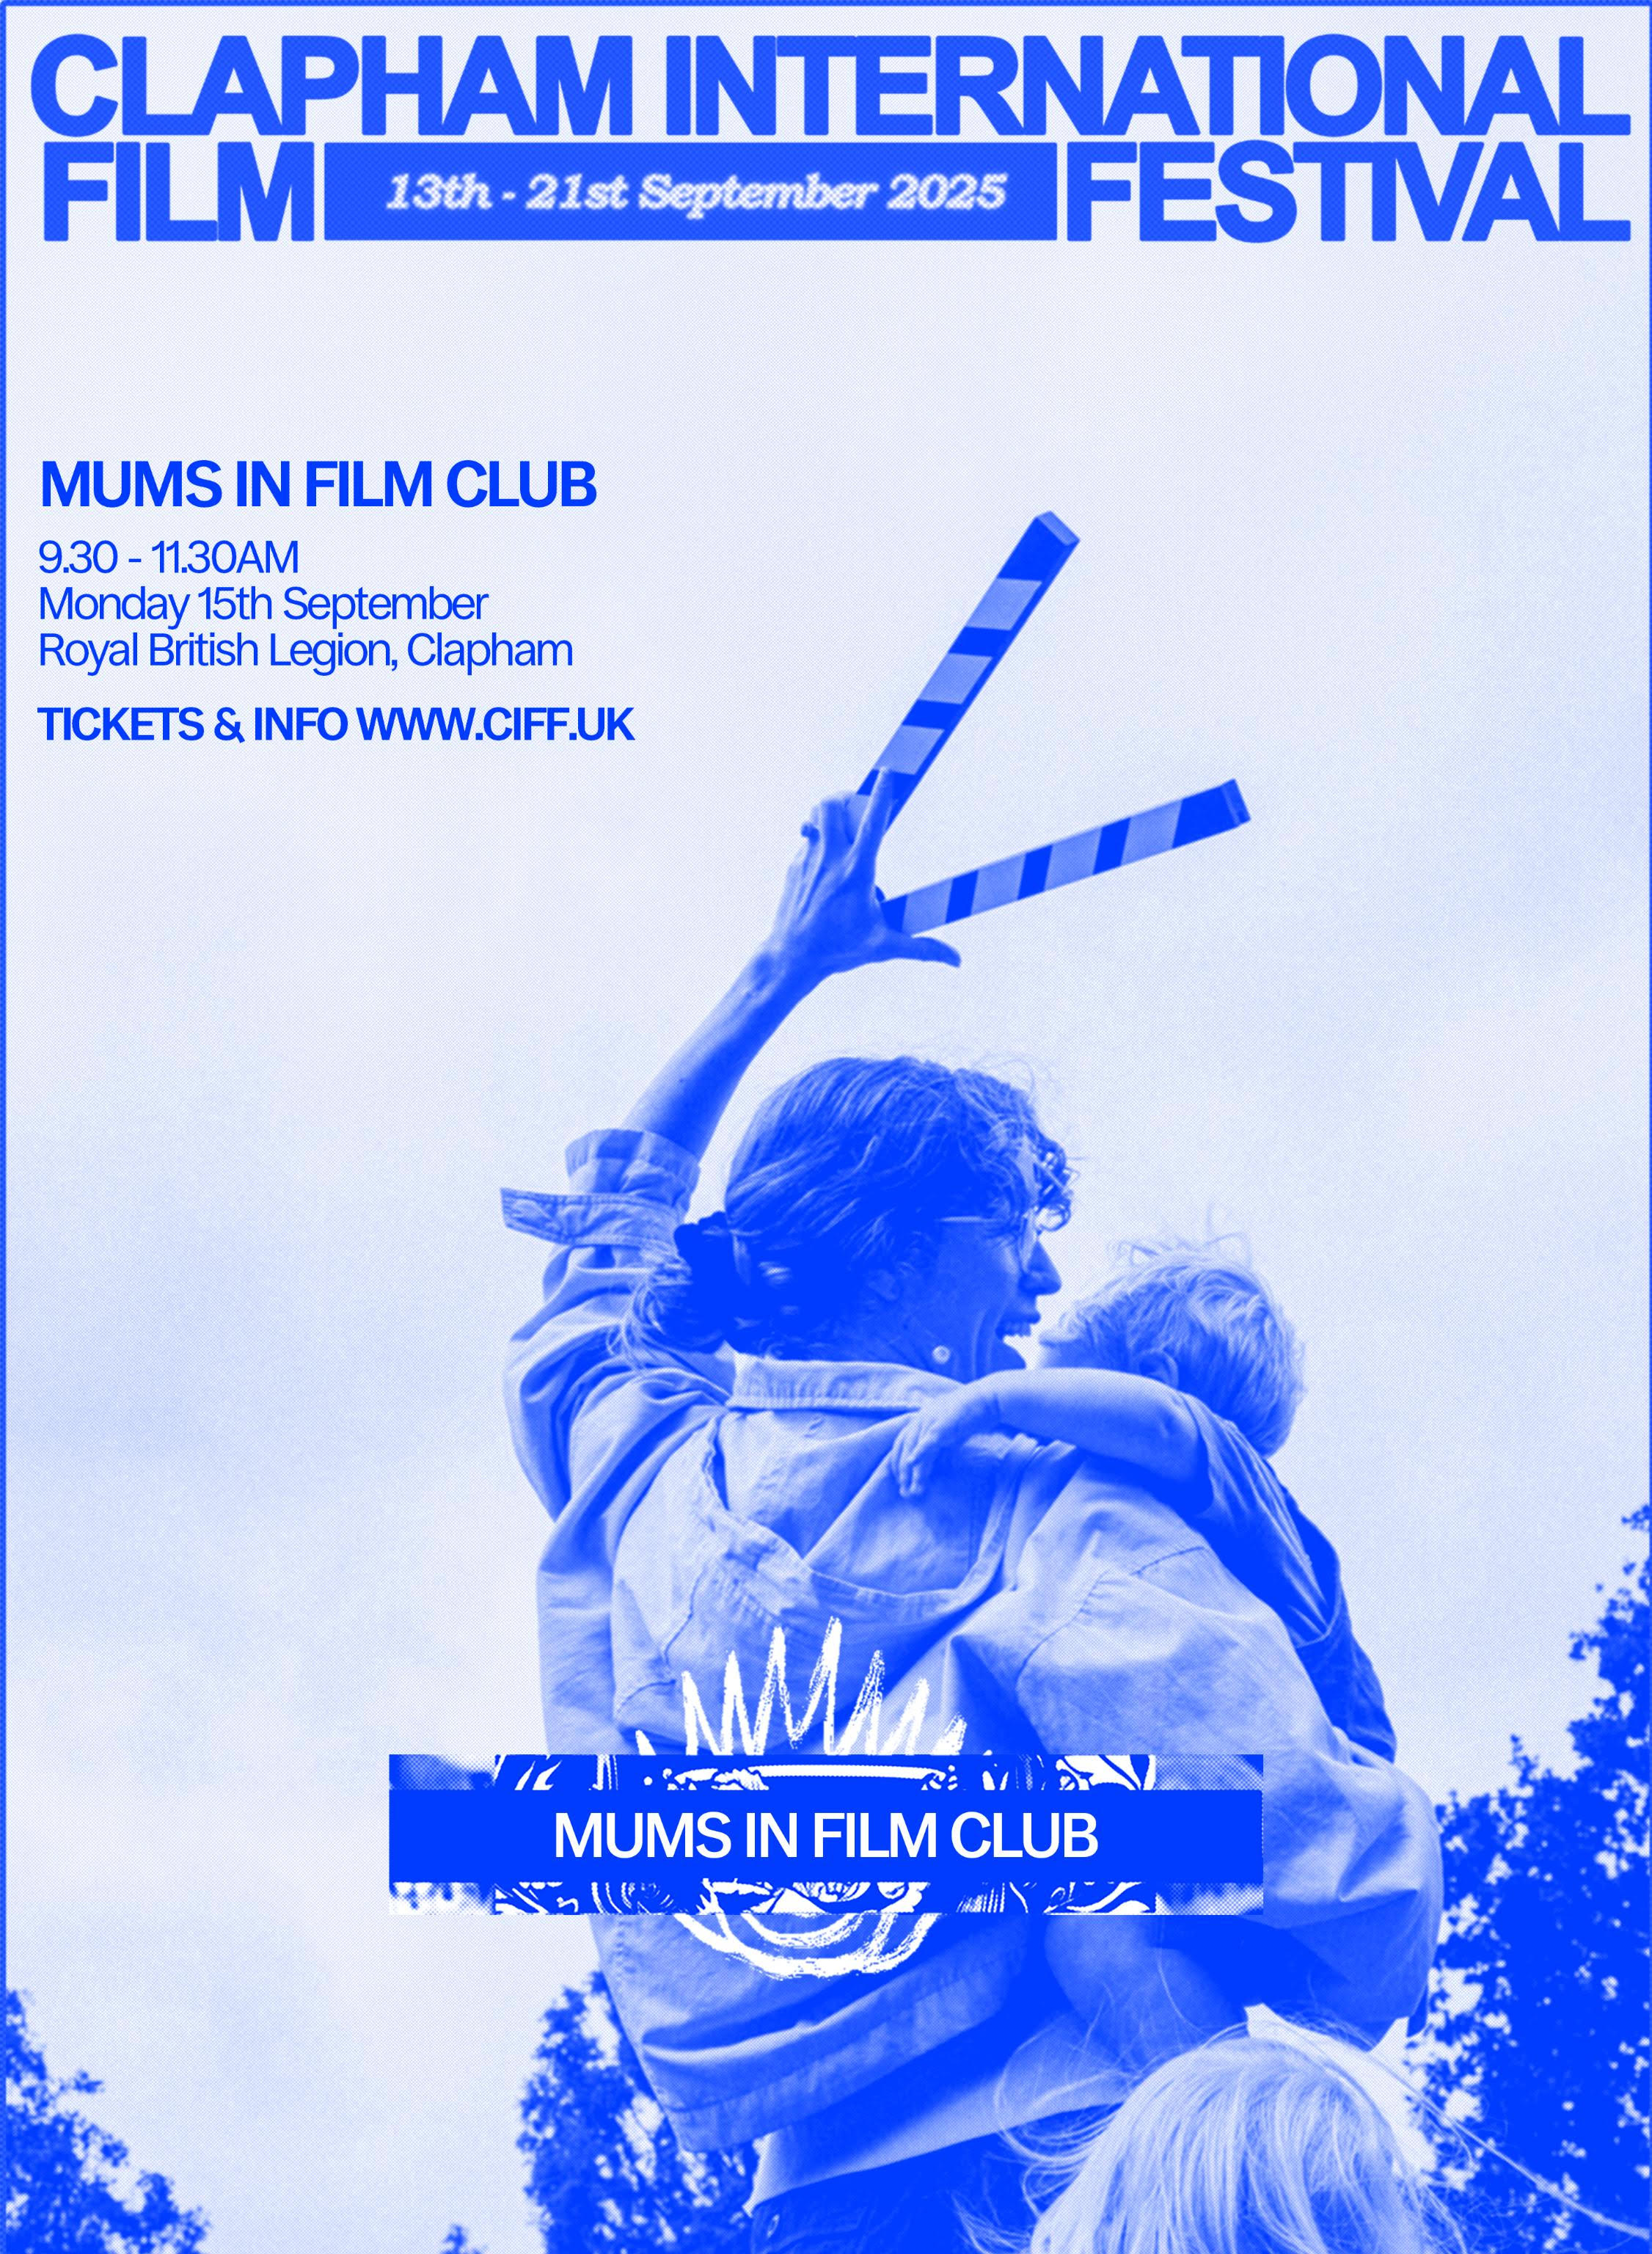 CLAPHAM INTERNATIONAL
FILM 13th - 21st September 2025 FESTIVAL
MUMS IN FILM CLUB
9.30 - 11.30AM
Monday 15th September
Royal British Legion, Clapham
TICKETS & INFO WWW.CIFF.UK
MUMS IN FILM CLUB